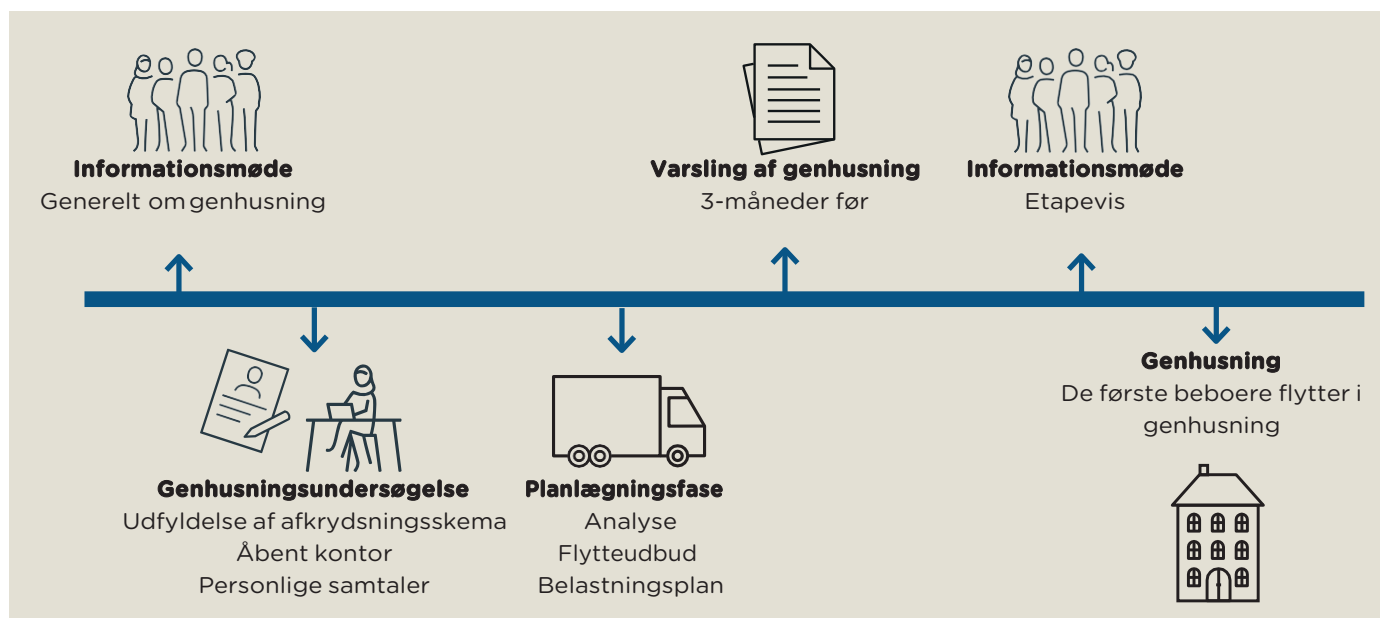 Informationsmøde
Generelt om genhusning
Varsling af genhusning
3-måneder før
Informationsmøde
Etapevis
Genhusningsundersøgelse
Udfyldelse af afkrydsningsskema
Åbent kontor
Personlige samtaler
Planlægningsfase
Analyse
Flytteudbud
Belastningsplan
Genhusning
De første beboere flytter i
genhusning